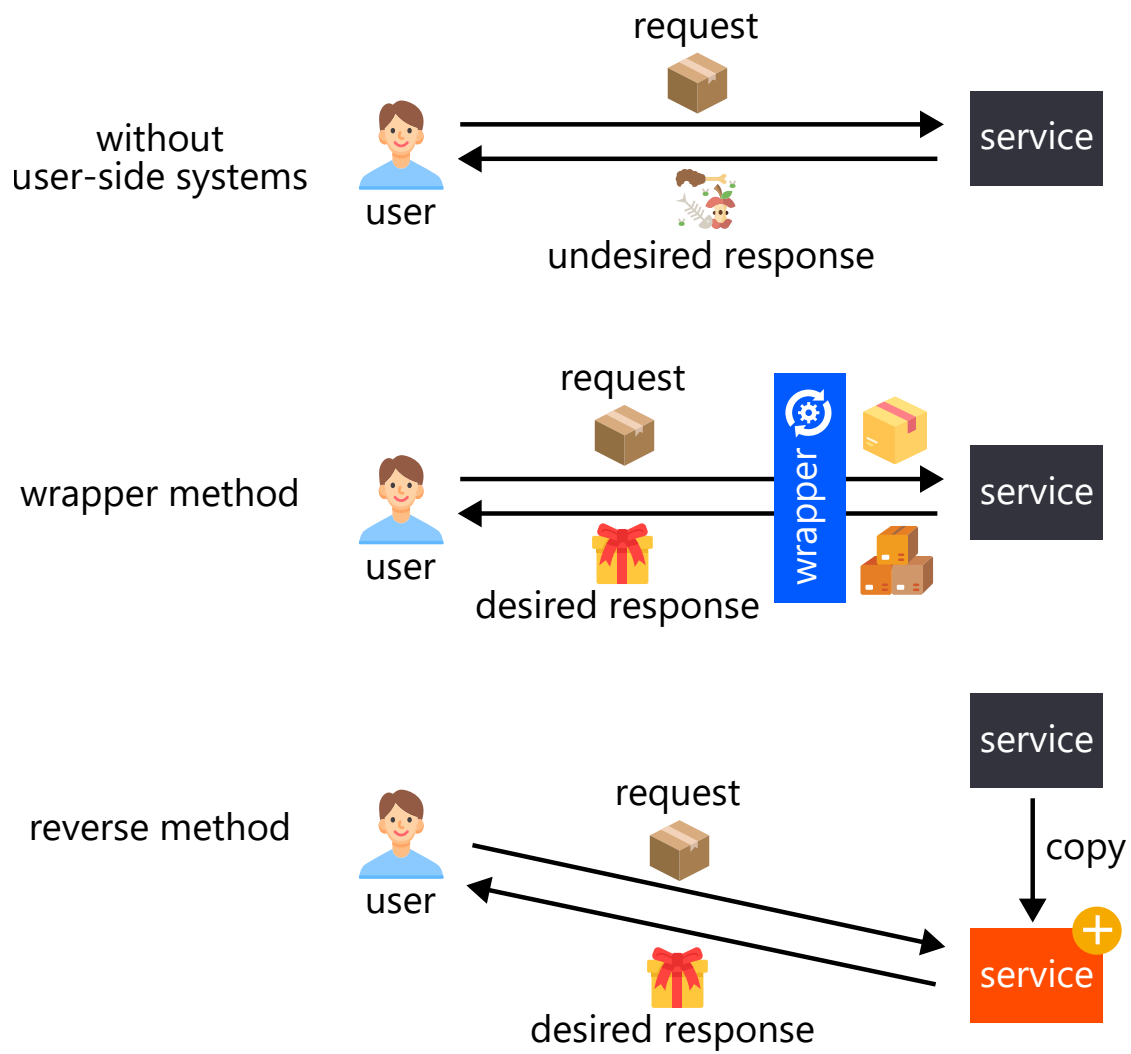 request
without
user-side systems
service
user
undesired response
request
wrapper method
wrapper
service
user
desired response
service
request
reverse method
copy
user
service
desired response